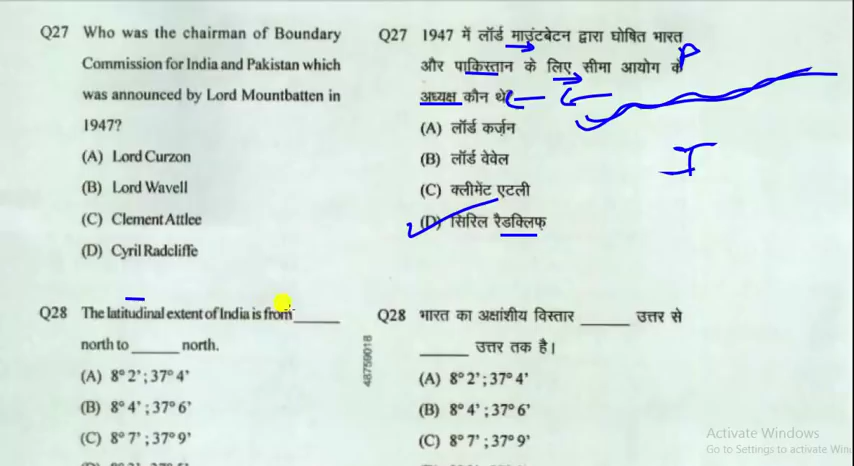 Q27 Who was the chairman of Boundary
Commission for India and Pakistan which
was announced by Lord Mountbatten in
1947?
(A) Lord Curzon
(B) Lord Wavell
(C) Clement Attlee
(D) Cyril Radcliffe
Q28 The latitudinal extent of India is from ______
north to ______ north.
(A) 8° 2' ; 37° 4'
(B) 8° 4' ; 37° 6'
(C) 8° 7' ; 37° 9'
Q27 1947 में लॉर्ड माउंटबेटन द्वारा घोषित भारत
और पाकिस्तान के लिए सीमा आयोग के
अध्यक्ष कौन थे
(A) लॉर्ड कर्ज़न
(B) लॉर्ड वेवेल
(C) क्लीमेंट एटली
(D) सिरिल रैडक्लिफ़
Q28 भारत का अक्षांशीय विस्तार ______ उत्तर से
______ उत्तर तक है।
(A) 8° 2' ; 37° 4'
(B) 8° 4' ; 37° 6'
(C) 8° 7' ; 37° 9'
48759018
P
I
Activate Windows
Go to Settings to activate Win